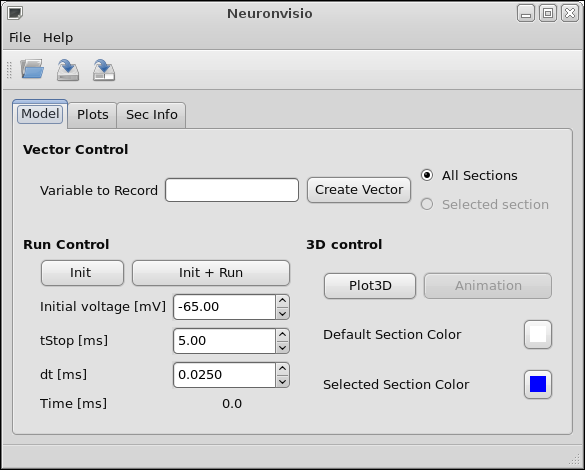 Neuronvisio
File Help
Model Plots Sec Info
Vector Control
Variable to Record Create Vector
All Sections
Selected section
Run Control
Init Init + Run
Initial voltage [mV] -65.00
tStop [ms] 5.00
dt [ms] 0.0250
Time [ms] 0.0
3D control
Plot3D Animation
Default Section Color
Selected Section Color